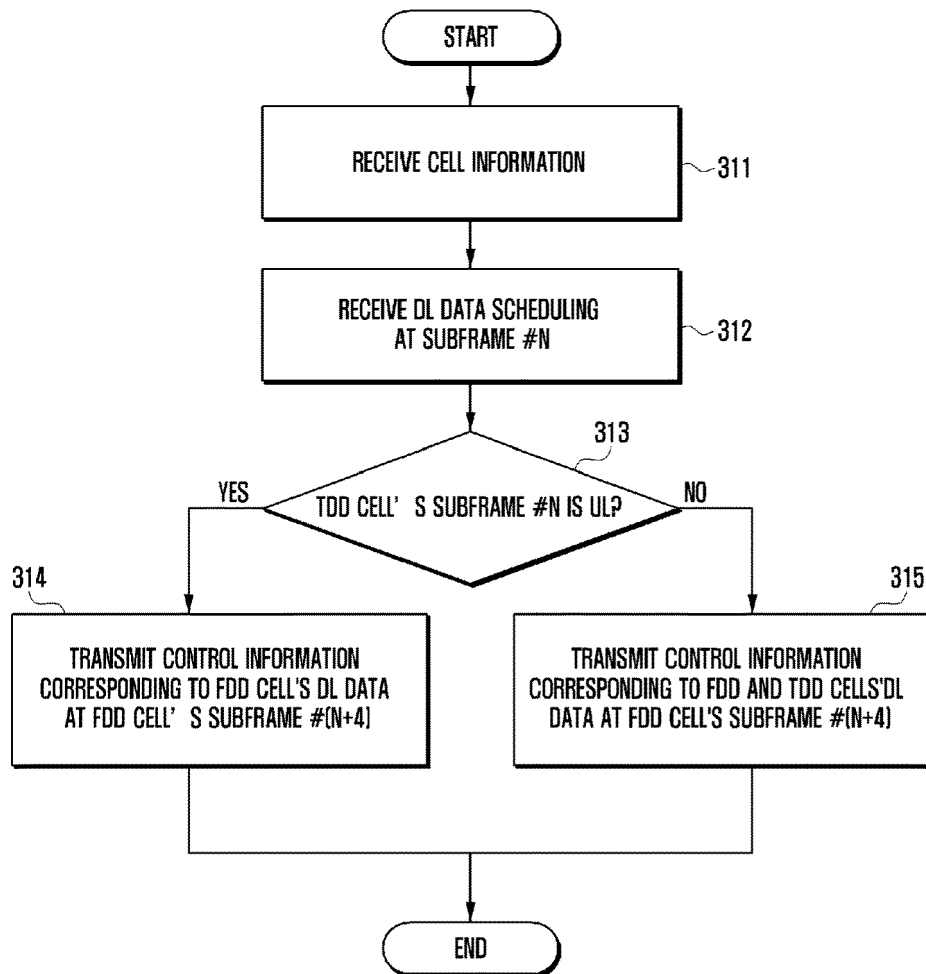 START
RECEIVE CELL INFORMATION
311
RECEIVE DL DATA SCHEDULING
AT SUBFRAME #N
312
313
YES
TDD CELL' S SUBFRAME #N IS UL?
NO
314
315
TRANSMIT CONTROL INFORMATION
CORRESPONDING TO FDD CELL'S DL DATA
AT FDD CELL' S SUBFRAME #(N+4)
TRANSMIT CONTROL INFORMATION
CORRESPONDING TO FDD AND TDD CELLS'DL
DATA AT FDD CELL'S SUBFRAME #(N+4)
END